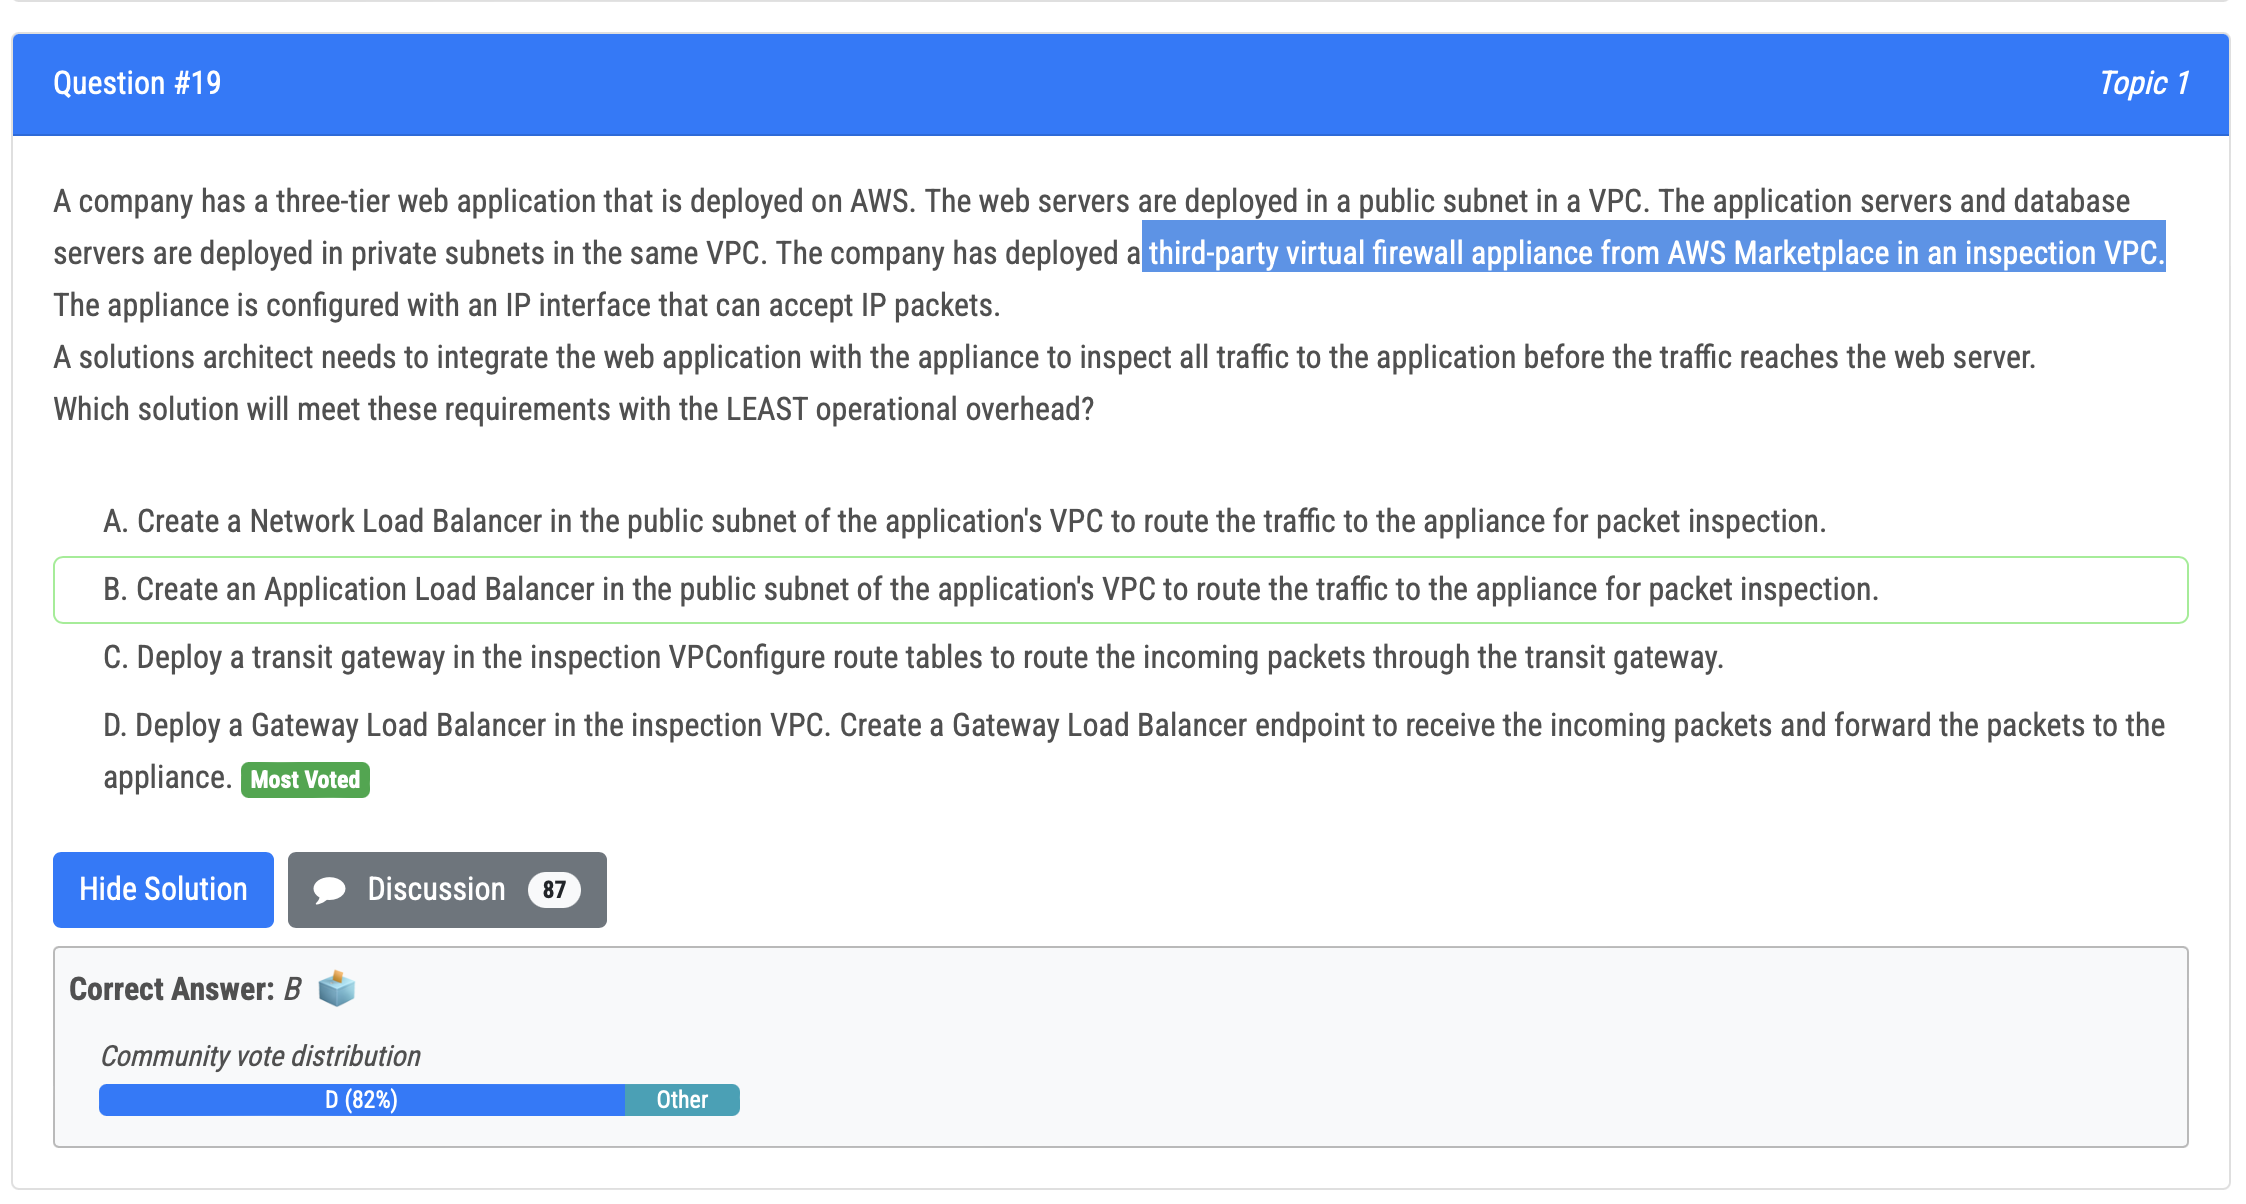 Question #19
Topic 1
A company has a three-tier web application that is deployed on AWS. The web servers are deployed in a public subnet in a VPC. The application servers and database
servers are deployed in private subnets in the same VPC. The company has deployed a third-party virtual firewall appliance from AWS Marketplace in an inspection VPC.
The appliance is configured with an IP interface that can accept IP packets.
A solutions architect needs to integrate the web application with the appliance to inspect all traffic to the application before the traffic reaches the web server.
Which solution will meet these requirements with the LEAST operational overhead?
A. Create a Network Load Balancer in the public subnet of the application's VPC to route the traffic to the appliance for packet inspection.
B. Create an Application Load Balancer in the public subnet of the application's VPC to route the traffic to the appliance for packet inspection.
C. Deploy a transit gateway in the inspection VPConfigure route tables to route the incoming packets through the transit gateway.
D. Deploy a Gateway Load Balancer in the inspection VPC. Create a Gateway Load Balancer endpoint to receive the incoming packets and forward the packets to the
appliance. Most Voted
Hide Solution
Discussion 87
Correct Answer: B
Community vote distribution
D (82%)
Other